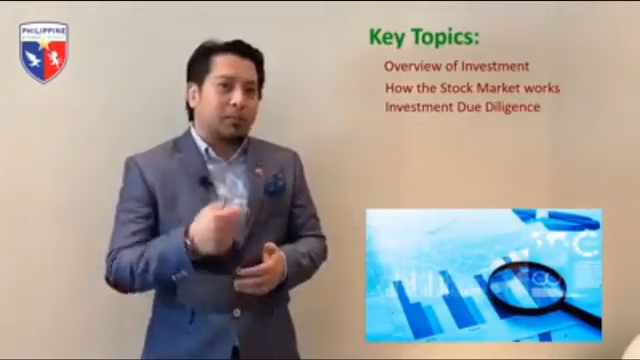 PHILIPPINE
Key Topics:
Overview of Investment
How the Stock Market works
Investment Due Diligence